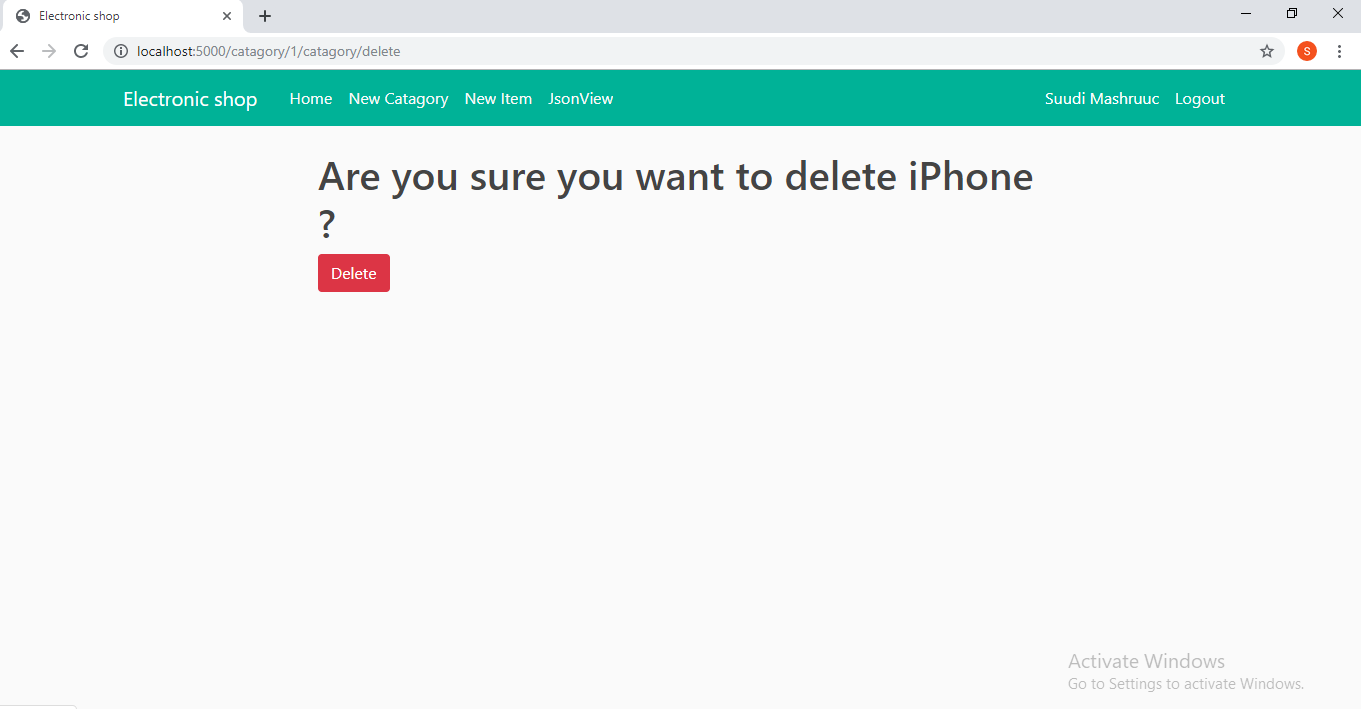 Electronic shop
localhost:5000/catagory/1/catagory/delete
S
Electronic shop Home New Catagory New Item JsonView Suudi Mashruuc Logout
Are you sure you want to delete iPhone
?
Delete
Activate Windows
Go to Settings to activate Windows.